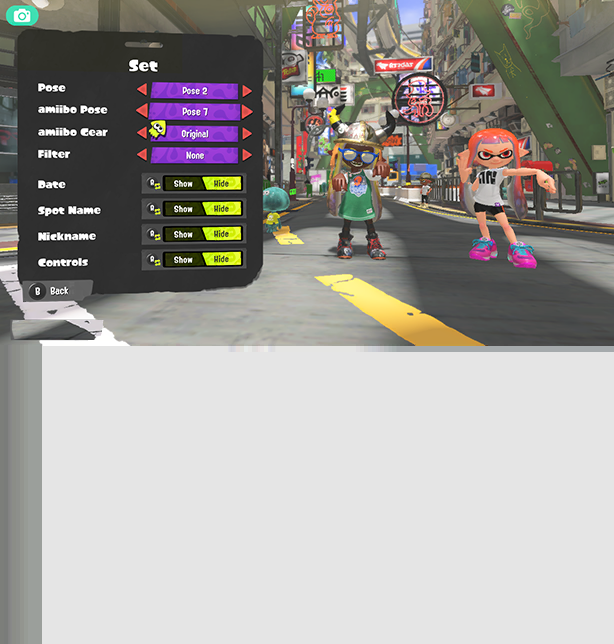 Set
Pose
Pose 2
amiibo Pose
Pose 7
amiibo Gear
Original
Filter
None
Date
Show
Hide
Spot Name
Show
Hide
Nickname
Show
Hide
Controls
Show
Hide
B Back